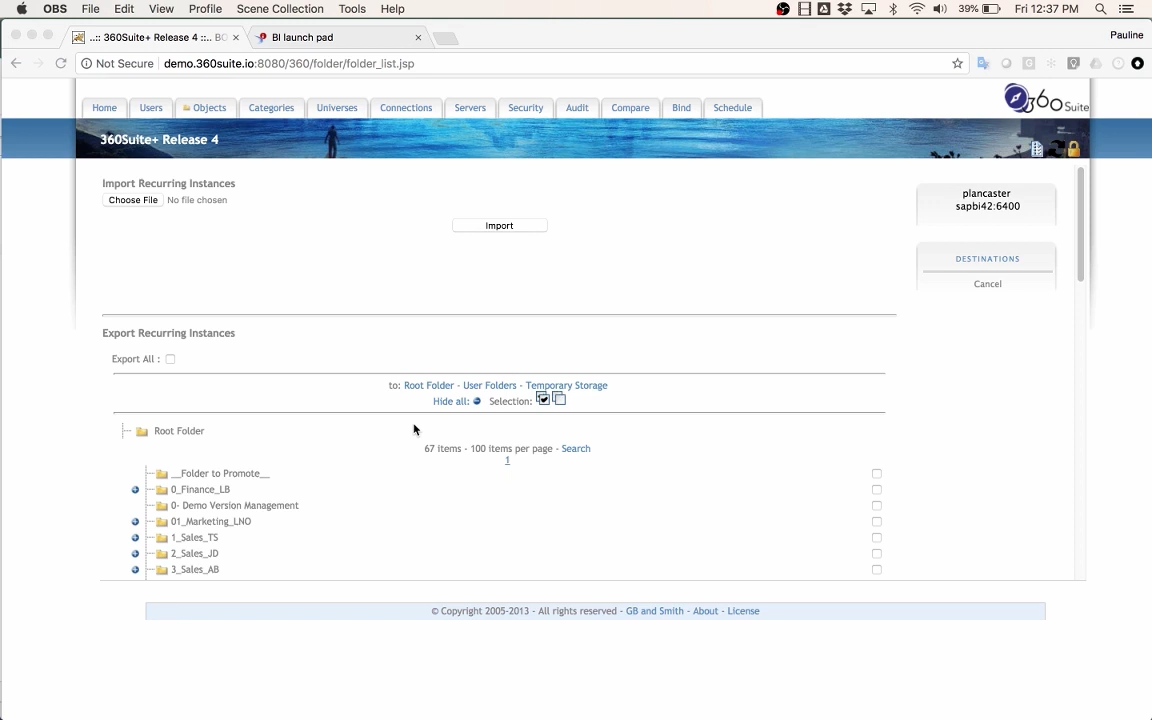 OBS File Edit View Profile Scene Collection Tools Help 39% Fri 12:37 PM
..:: 360Suite+ Release 4 ::.. BO × BI launch pad × Pauline
Not Secure demo.360suite.io:8080/360/folder/folder_list.jsp
Home Users Objects Categories Universes Connections Servers Security Audit Compare Bind Schedule
360Suite
360Suite+ Release 4
Import Recurring Instances
Choose File No file chosen
Import
plancaster
sapbi42:6400
DESTINATIONS
Cancel
Export Recurring Instances
Export All :
to: Root Folder - User Folders - Temporary Storage
Hide all: Selection:
Root Folder
67 items - 100 items per page - Search
1
__Folder to Promote__
0_Finance_LB
0- Demo Version Management
01_Marketing_LNO
1_Sales_TS
2_Sales_JD
3_Sales_AB
© Copyright 2005-2013 - All rights reserved - GB and Smith - About - License